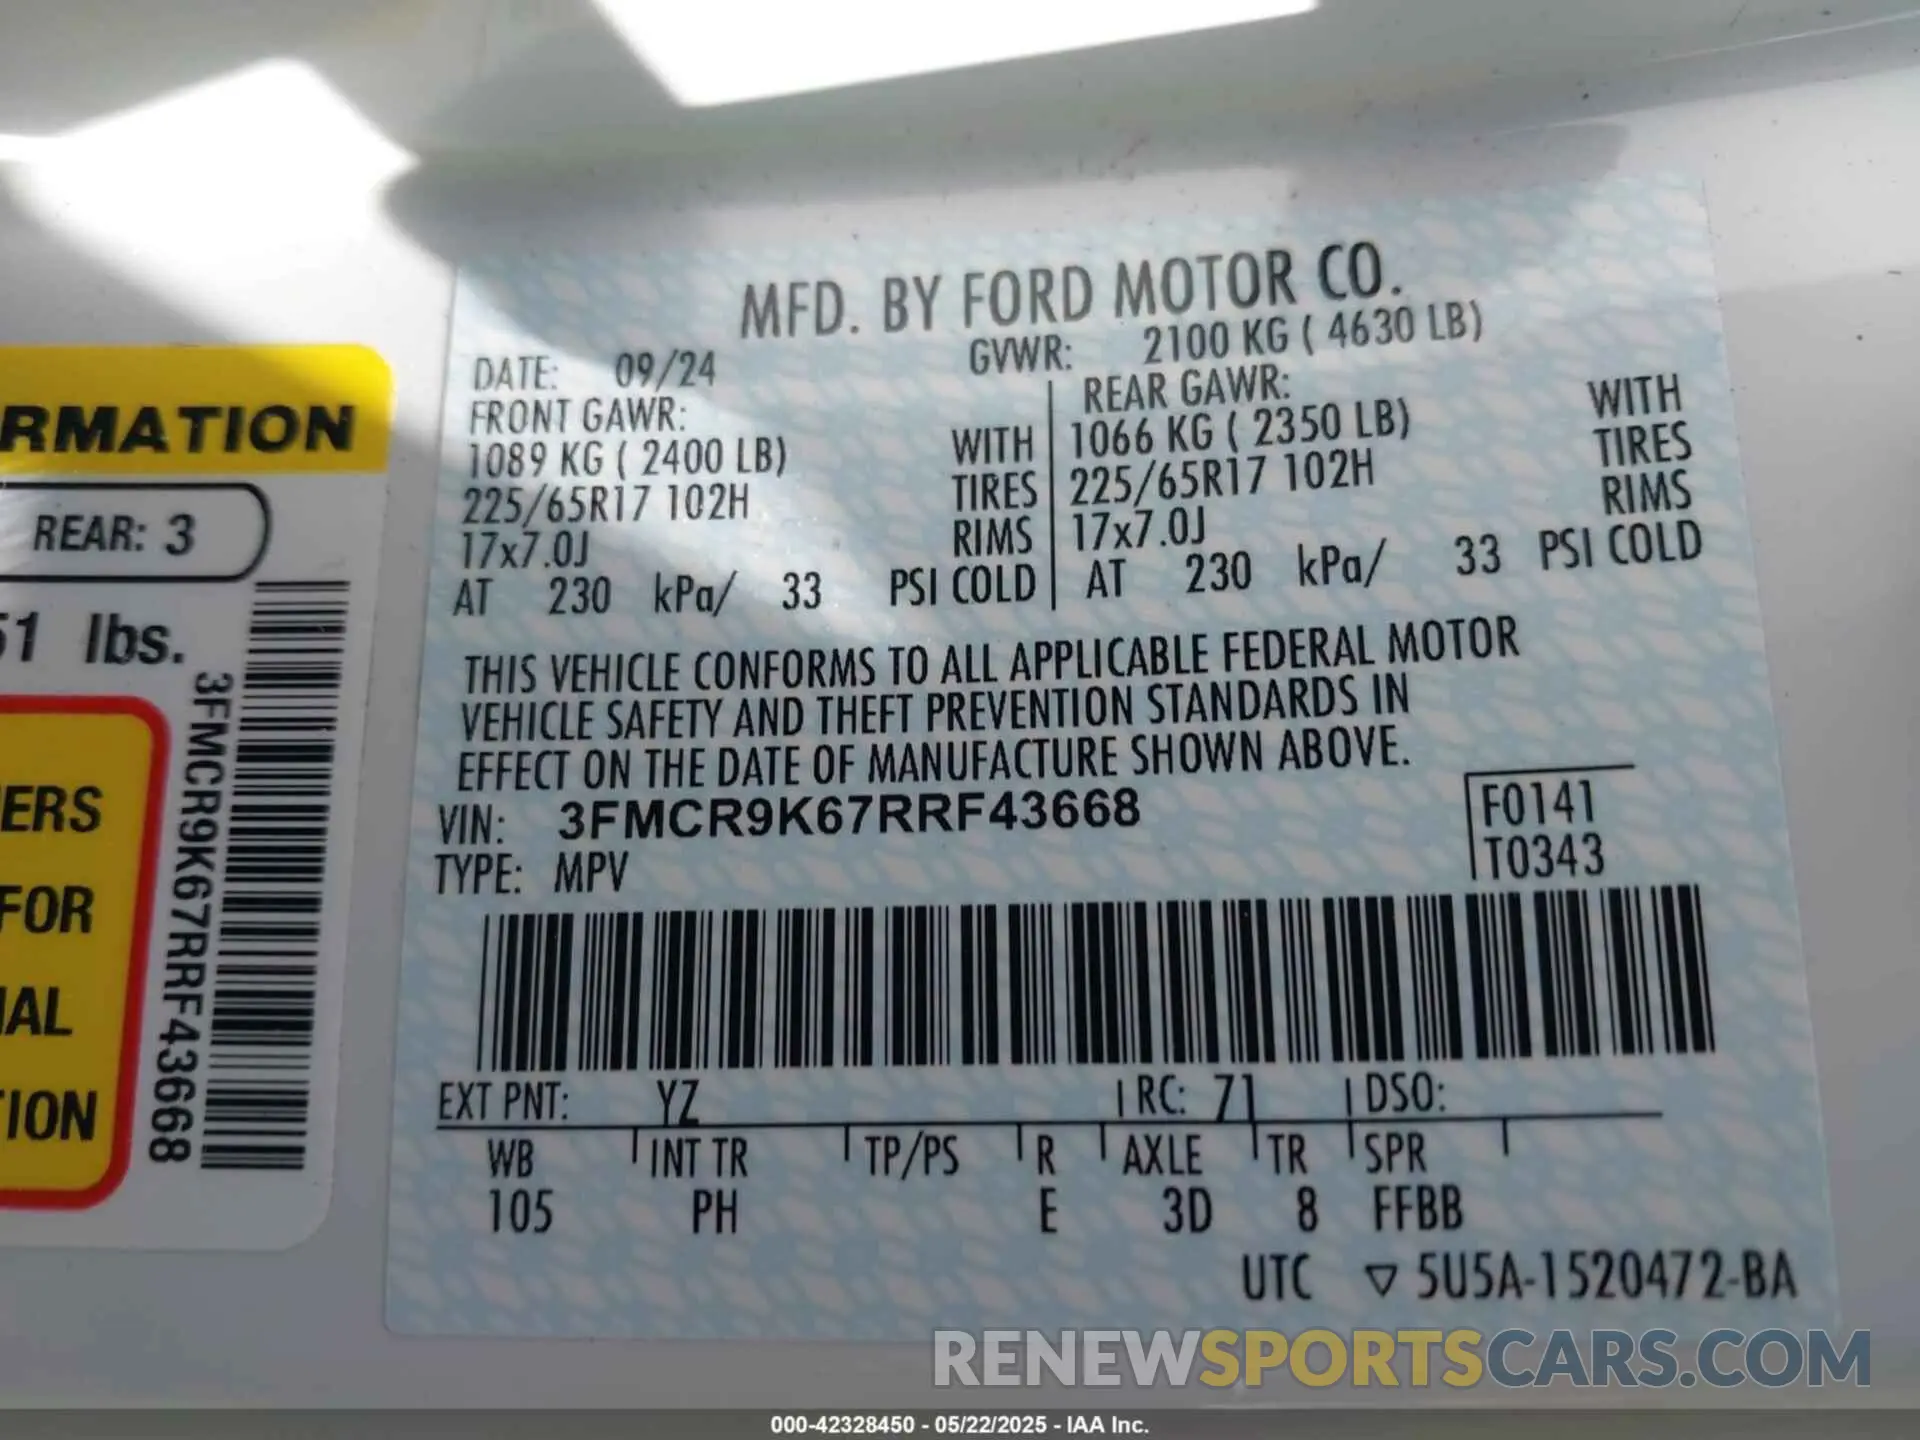 RMATION
REAR: 3
51 lbs.
ERS
FOR
IAL
TION
3FMCR9K67RRF43668
MFD. BY FORD MOTOR CO.
DATE: 09/24 GVWR: 2100 KG ( 4630 LB)
FRONT GAWR: REAR GAWR:
1089 KG ( 2400 LB) WITH 1066 KG ( 2350 LB) WITH
225/65R17 102H TIRES 225/65R17 102H TIRES
17x7.0J RIMS 17x7.0J RIMS
AT 230 kPa/ 33 PSI COLD AT 230 kPa/ 33 PSI COLD
THIS VEHICLE CONFORMS TO ALL APPLICABLE FEDERAL MOTOR
VEHICLE SAFETY AND THEFT PREVENTION STANDARDS IN
EFFECT ON THE DATE OF MANUFACTURE SHOWN ABOVE.
VIN: 3FMCR9K67RRF43668 F0141
TYPE: MPV T0343
EXT PNT: YZ RC: 71 DSO:
WB INT TR TP/PS R AXLE TR SPR
105 PH E 3D 8 FFBB
UTC ▽ 5U5A-1520472-BA
RENEWSPORTSCARS.COM
000-42328450 - 05/22/2025 - IAA Inc.